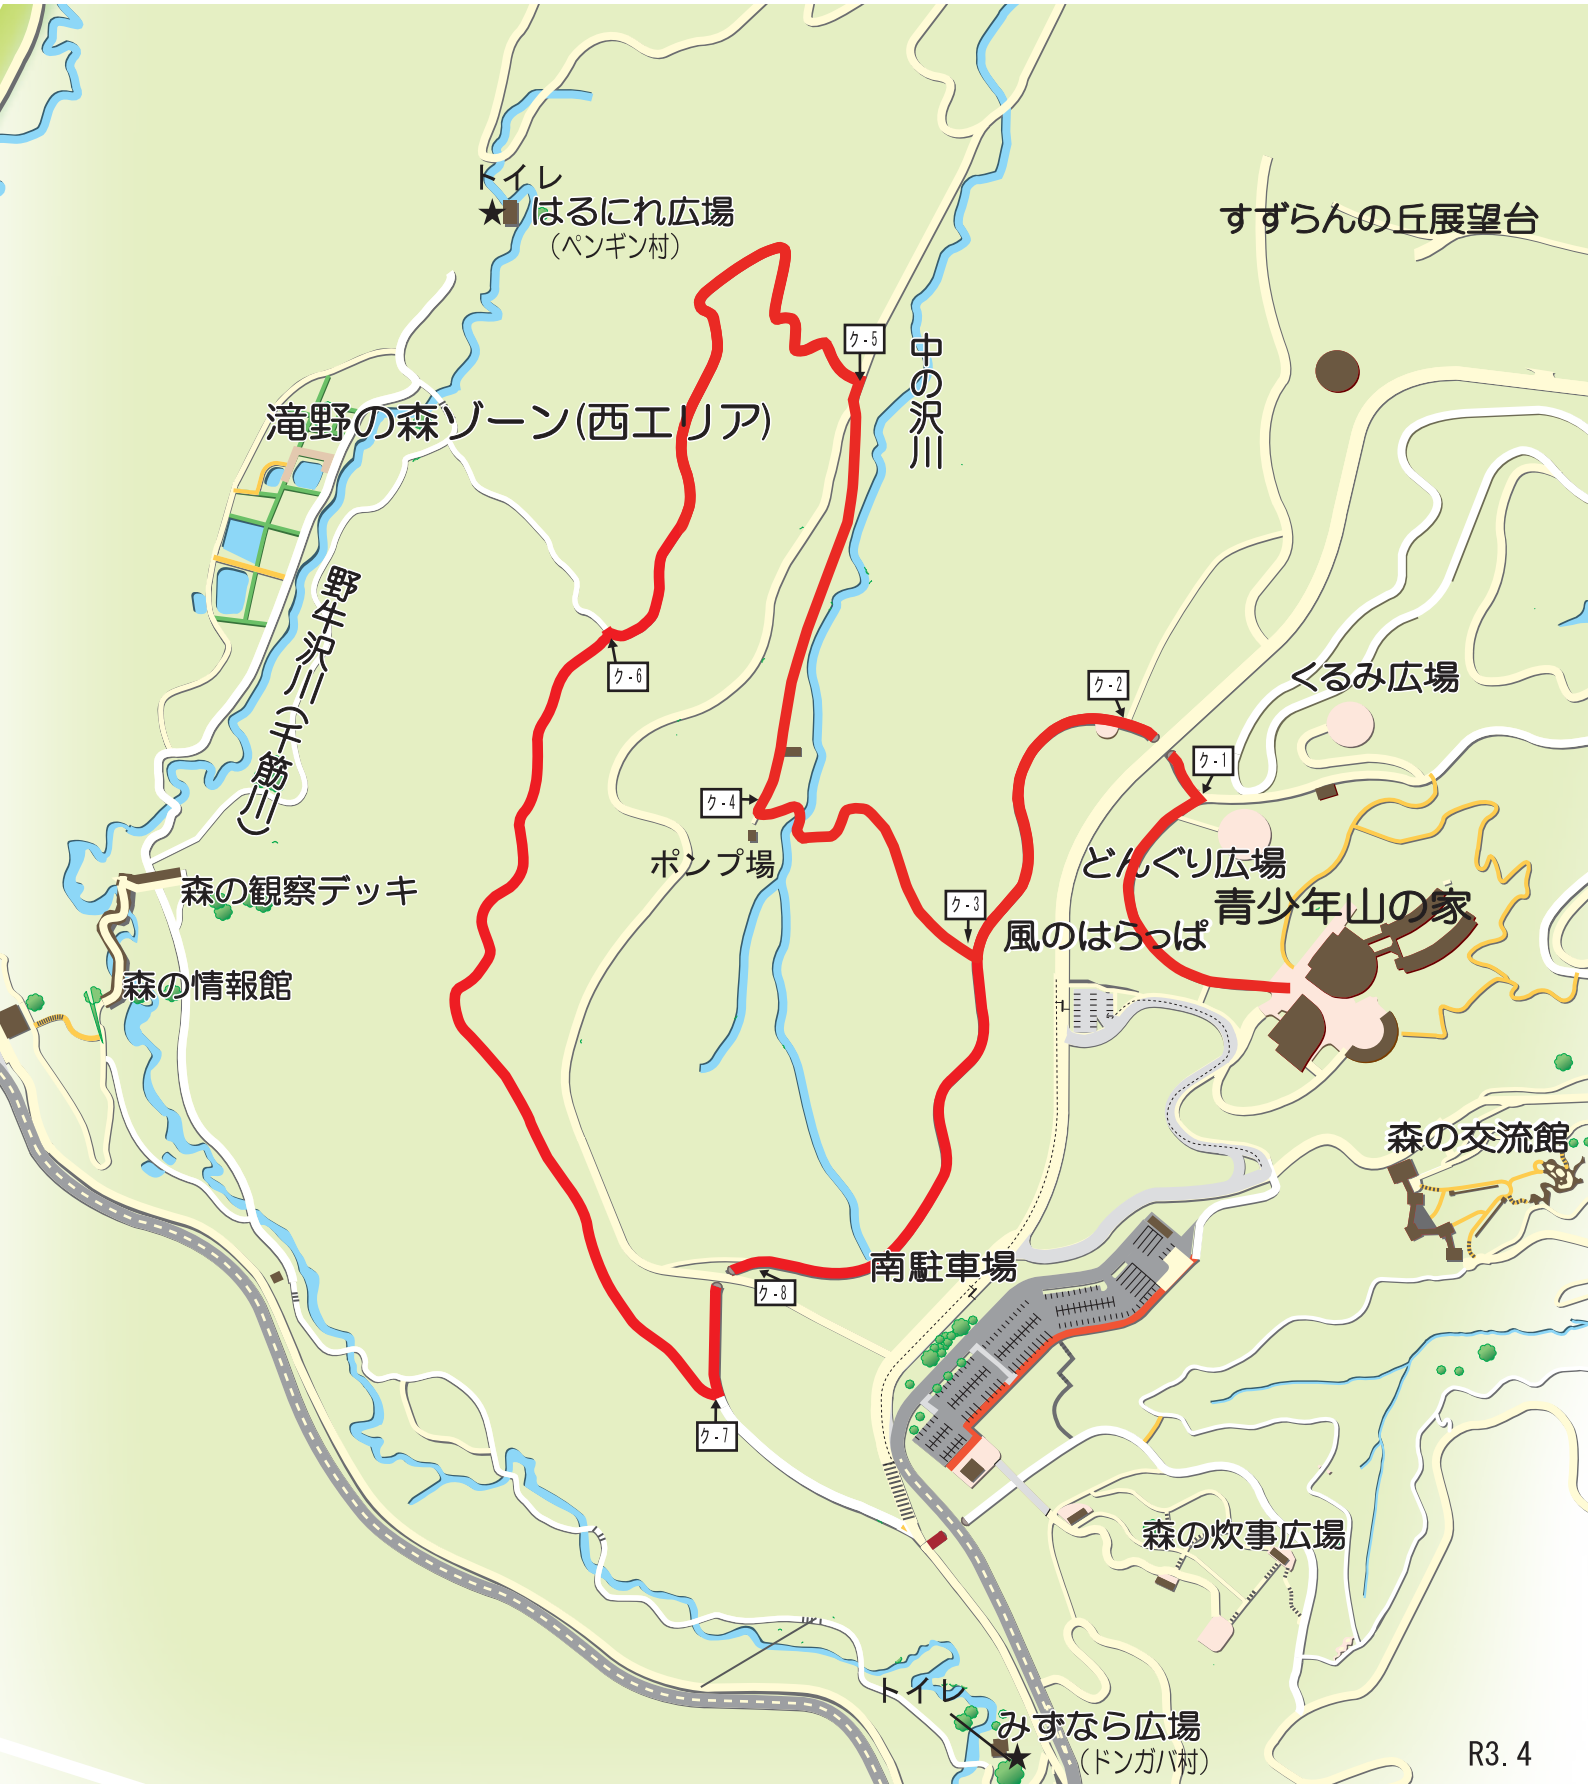 トイレ
はるにれ広場
（ペンギン村）
すずらんの丘展望台
ク-5
中の沢川
滝野の森ゾーン(西エリア)
野牛沢川(千筋川)
ク-6
ク-2
くるみ広場
ク-1
ク-4
ポンプ場
どんぐり広場
森の観察デッキ
青少年山の家
ク-3
風のはらっぱ
森の情報館
森の交流館
南駐車場
ク-8
ク-7
森の炊事広場
トイレ
みずなら広場
（ドンガバ村）
R3.4